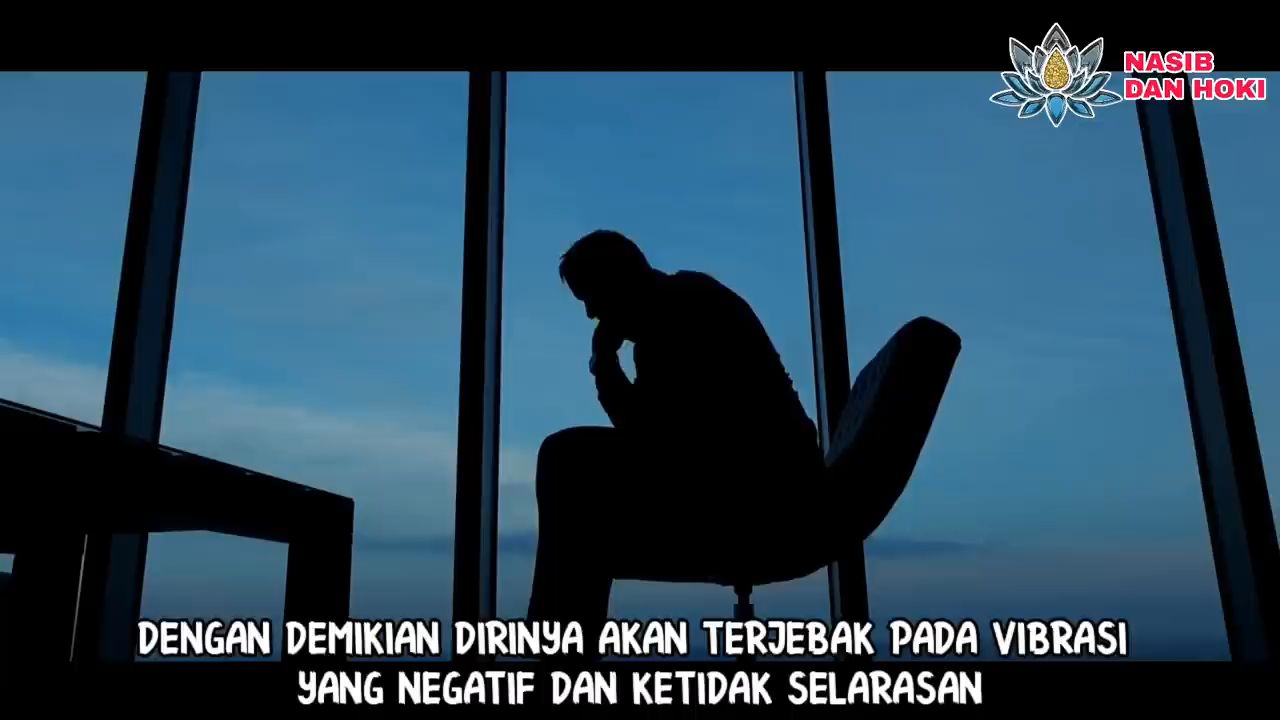 NASIB
DAN HOKI
DENGAN DEMIKIAN DIRINYA AKAN TERJEBAK PADA VIBRASI
YANG NEGATIF DAN KETIDAK SELARASAN